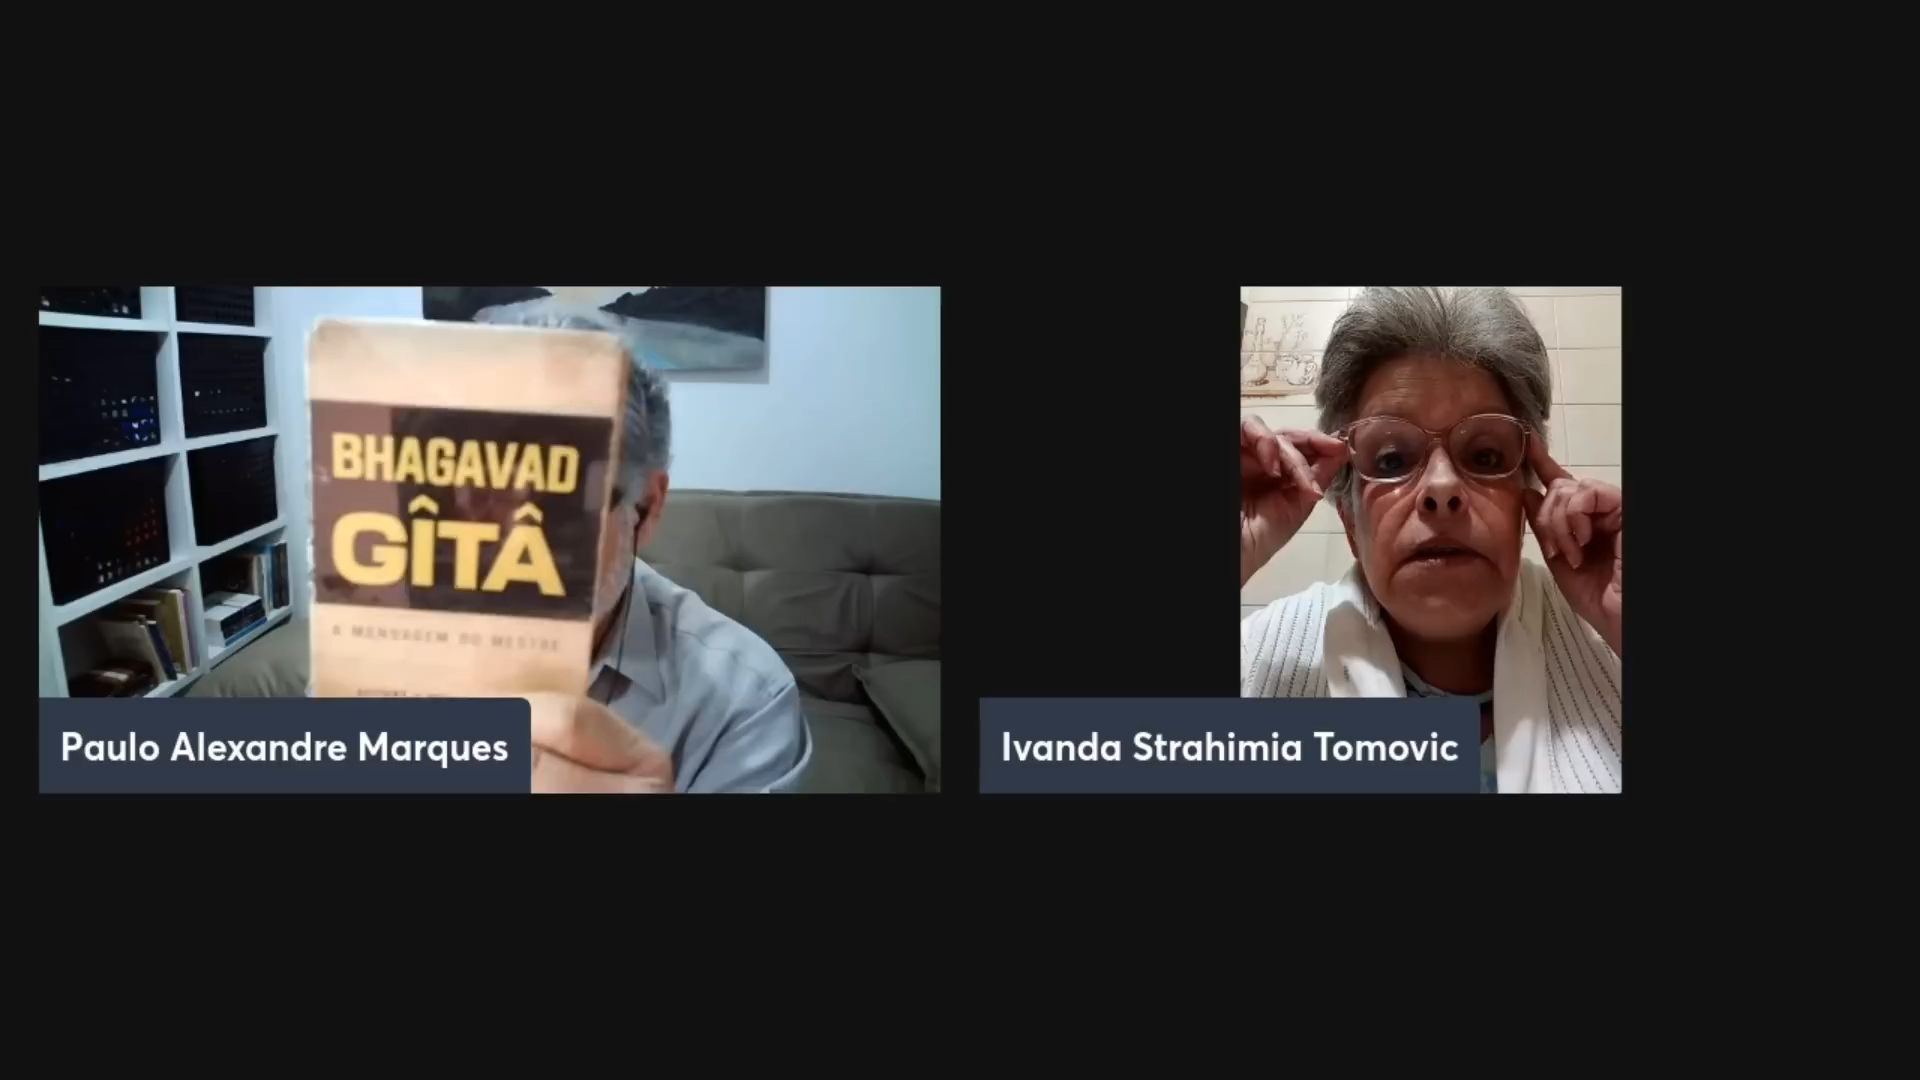 BHAGAVAD
GÎTÂ
A MENSAGEM DO MESTRE
Paulo Alexandre Marques
Ivanda Strahimia Tomovic